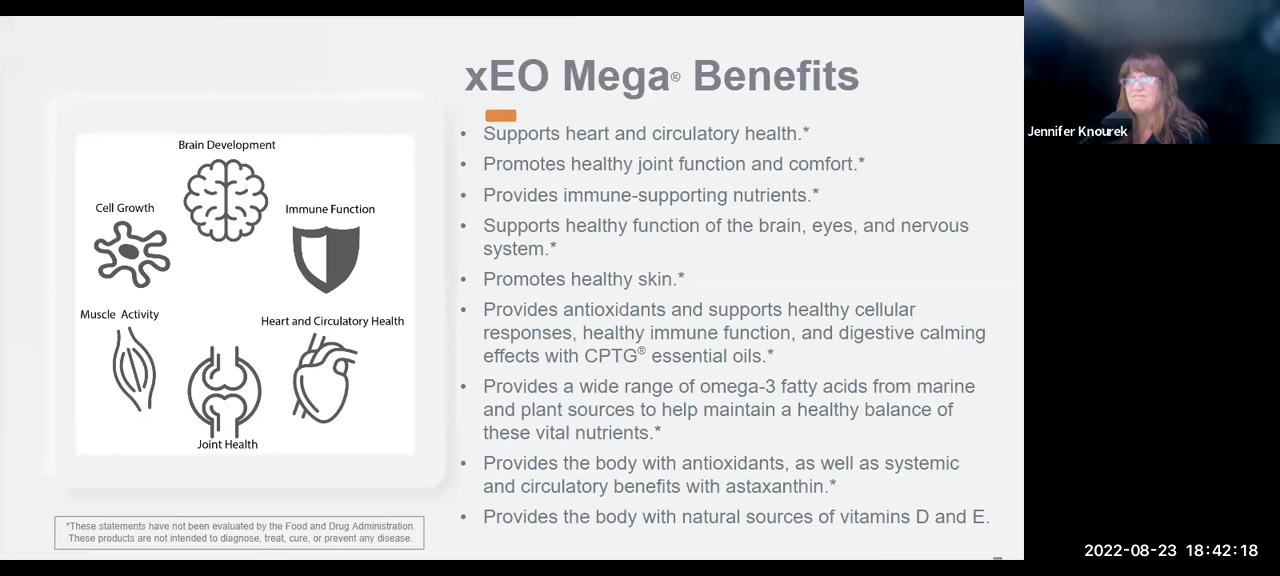 xEO Mega® Benefits
Brain Development
Cell Growth
Immune Function
Muscle Activity
Heart and Circulatory Health
Joint Health
*These statements have not been evaluated by the Food and Drug Administration.
These products are not intended to diagnose, treat, cure, or prevent any disease.
• Supports heart and circulatory health.*
• Promotes healthy joint function and comfort.*
• Provides immune-supporting nutrients.*
• Supports healthy function of the brain, eyes, and nervous
system.*
• Promotes healthy skin.*
• Provides antioxidants and supports healthy cellular
responses, healthy immune function, and digestive calming
effects with CPTG® essential oils.*
• Provides a wide range of omega-3 fatty acids from marine
and plant sources to help maintain a healthy balance of
these vital nutrients.*
• Provides the body with antioxidants, as well as systemic
and circulatory benefits with astaxanthin.*
• Provides the body with natural sources of vitamins D and E.
Jennifer Knourek
2022-08-23 18:42:18